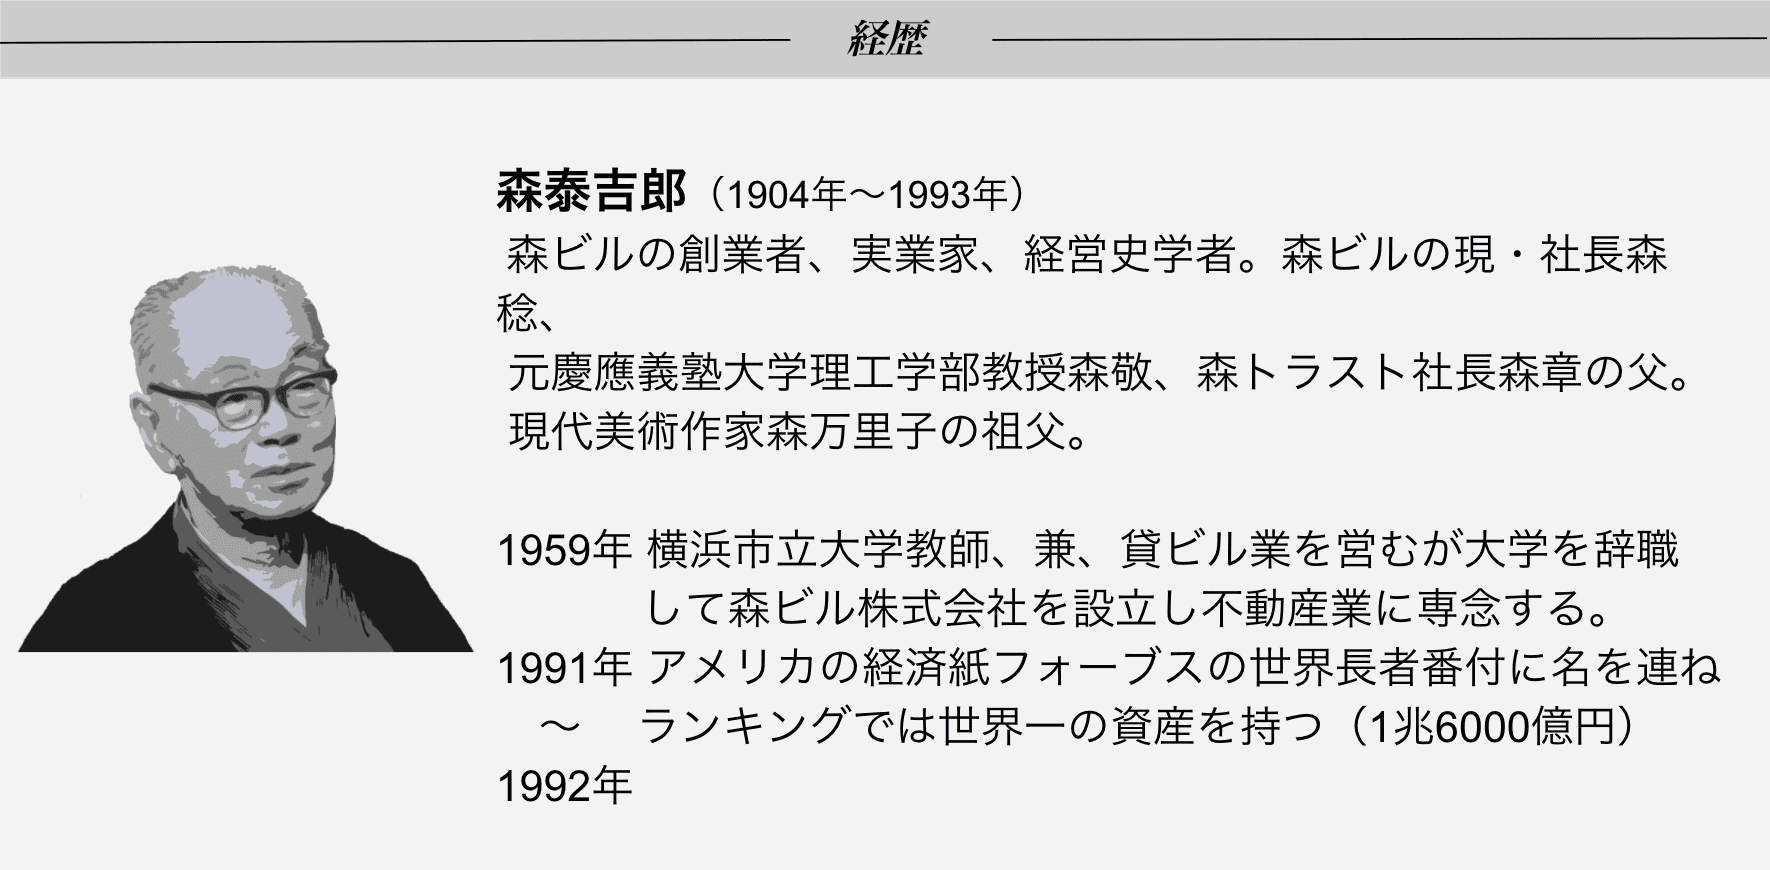 経歴
森泰吉郎（1904年〜1993年）
森ビルの創業者、実業家、経営史学者。森ビルの現・社長森
稔、
元慶應義塾大学理工学部教授森敬、森トラスト社長森章の父。
現代美術作家森万里子の祖父。
1959年 横浜市立大学教師、兼、貸ビル業を営むが大学を辞職
して森ビル株式会社を設立し不動産業に専念する。
1991年 アメリカの経済紙フォーブスの世界長者番付に名を連ね
〜 ランキングでは世界一の資産を持つ（1兆6000億円）
1992年